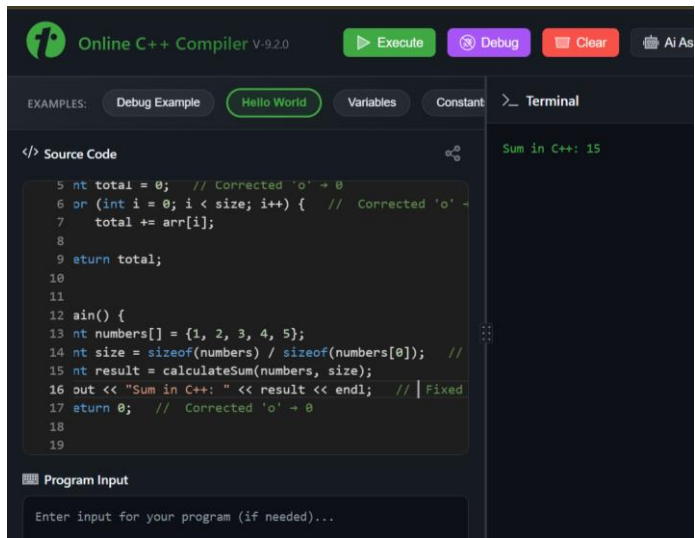 Online C++ Compiler V-9.2.0
Execute
Debug
Clear
Ai As
EXAMPLES:
Debug Example
Hello World
Variables
Constant
>_ Terminal
</> Source Code
Sum in C++: 15
5 nt total = 0;   // Corrected 'o' → 0
6 or (int i = 0; i < size; i++) {   //  Corrected 'o' →
7    total += arr[i];
8
9 eturn total;
10
11
12 ain() {
13 nt numbers[] = {1, 2, 3, 4, 5};
14 nt size = sizeof(numbers) / sizeof(numbers[0]);   //
15 nt result = calculateSum(numbers, size);
16 out << "Sum in C++: " << result << endl;   //  Fixed
17 eturn 0;   //  Corrected 'o' → 0
18
19
Program Input
Enter input for your program (if needed)...